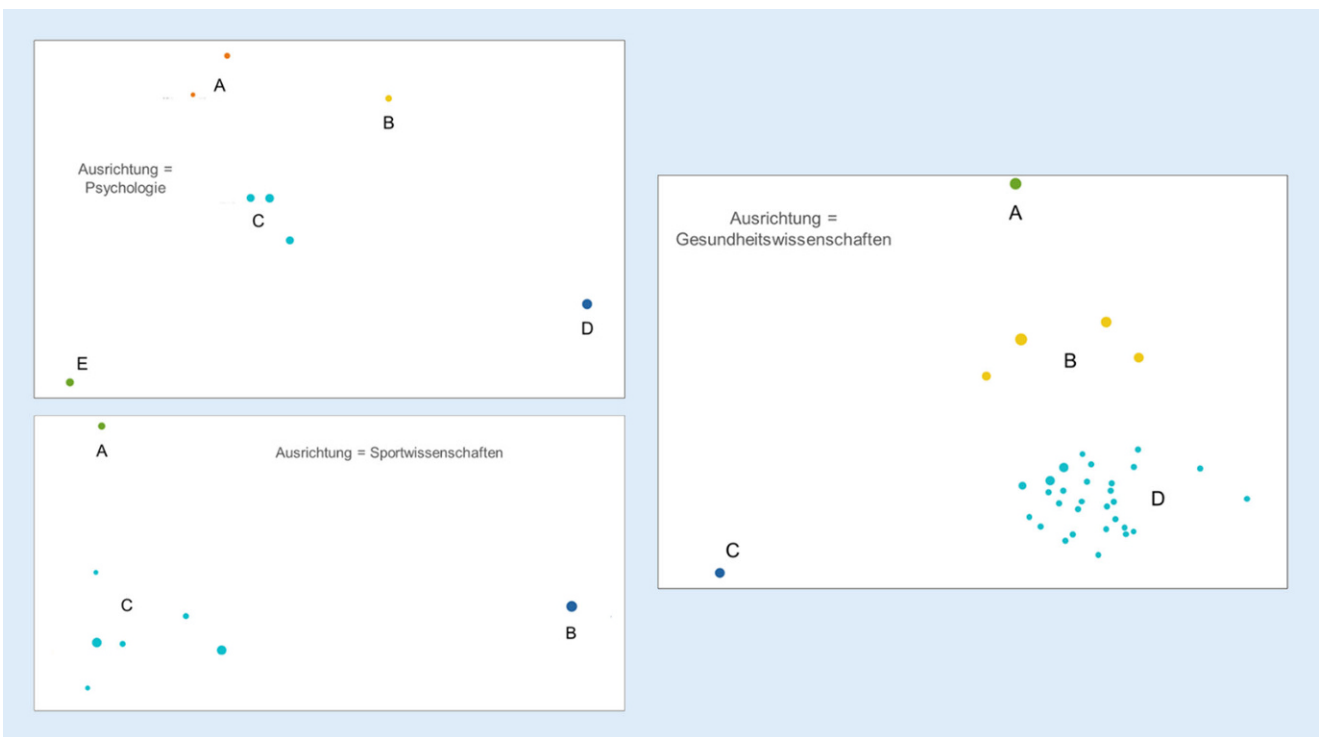 A
B
Ausrichtung =
Psychologie
C
D
E
A
Ausrichtung = Sportwissenschaften
C
B
A
Ausrichtung =
Gesundheitswissenschaften
B
D
C